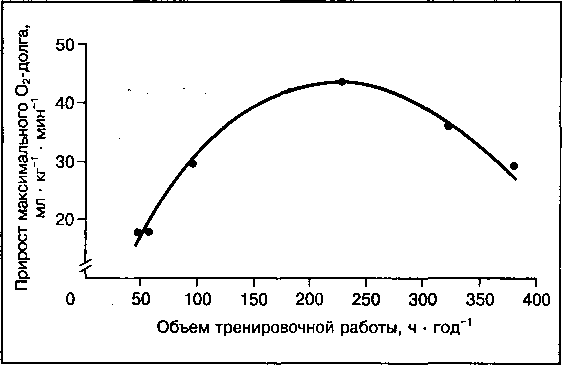 Прирост максимального O₂-долга,
мл · кг⁻¹ · мин⁻¹
50
40
30
20
0 50 100 150 200 250 300 350 400
Объем тренировочной работы, ч · год⁻¹